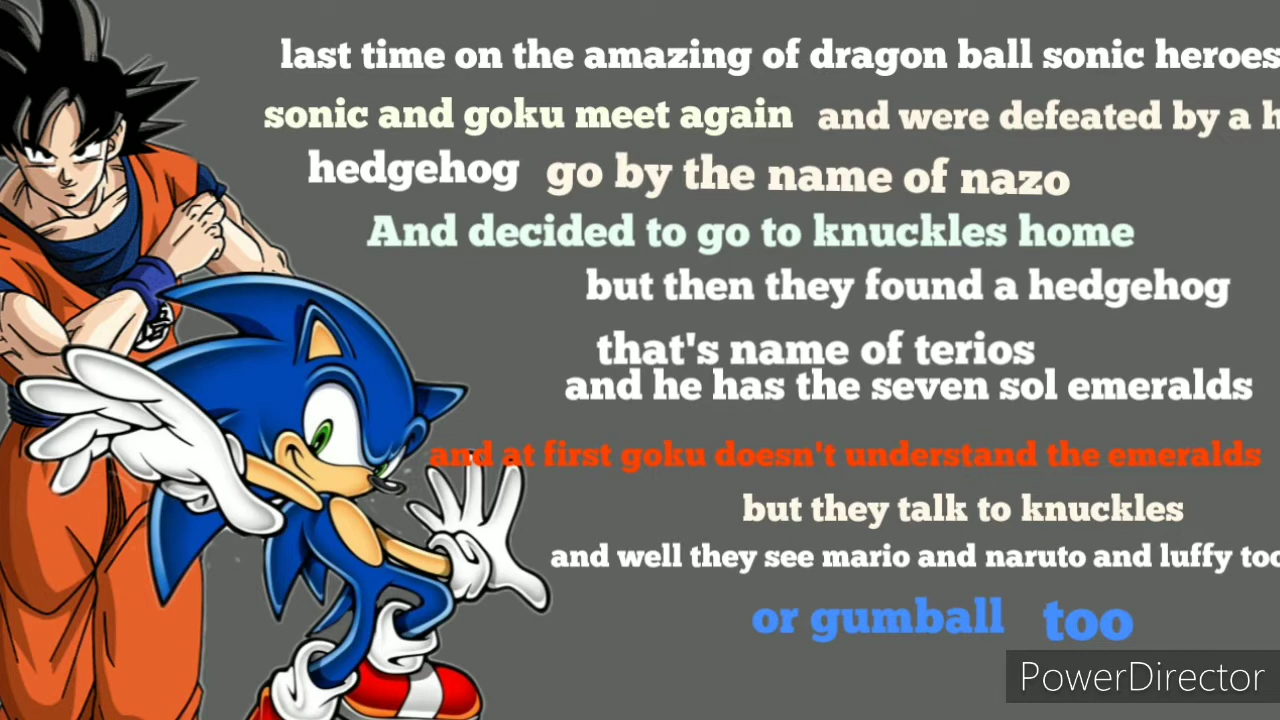 last time on the amazing of dragon ball sonic heroes
sonic and goku meet again and were defeated by a h
hedgehog go by the name of nazo
And decided to go to knuckles home
but then they found a hedgehog
that's name of terios
and he has the seven sol emeralds
and at first goku doesn't understand the emeralds
but they talk to knuckles
and well they see mario and naruto and luffy too
or gumball too
PowerDirector